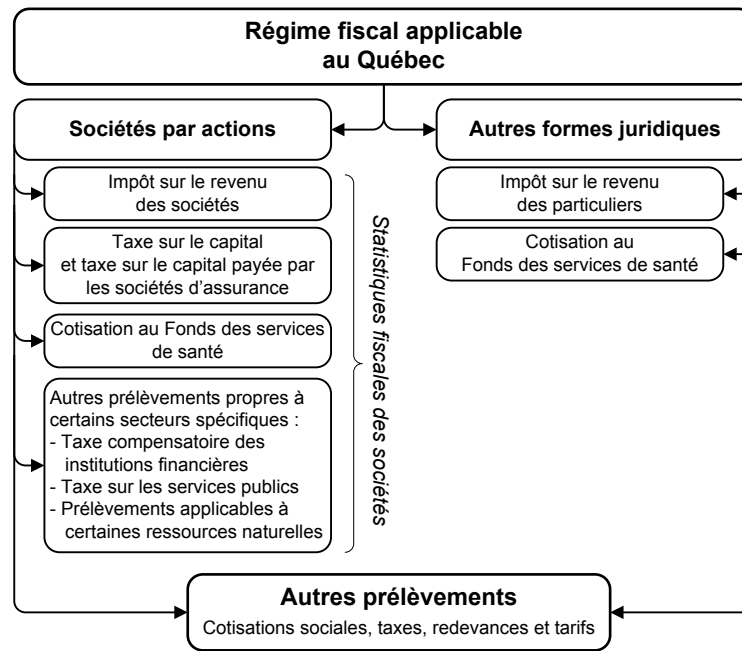 Régime fiscal applicable
au Québec
Sociétés par actions
Impôt sur le revenu
des sociétés
Taxe sur le capital
et taxe sur le capital payée par
les sociétés d’assurance
Cotisation au Fonds des services
de santé
Autres prélèvements propres à
certains secteurs spécifiques :
- Taxe compensatoire des
institutions financières
- Taxe sur les services publics
- Prélèvements applicables à
certaines ressources naturelles
Statistiques fiscales des sociétés
Autres formes juridiques
Impôt sur le revenu
des particuliers
Cotisation au
Fonds des services de santé
Autres prélèvements
Cotisations sociales, taxes, redevances et tarifs